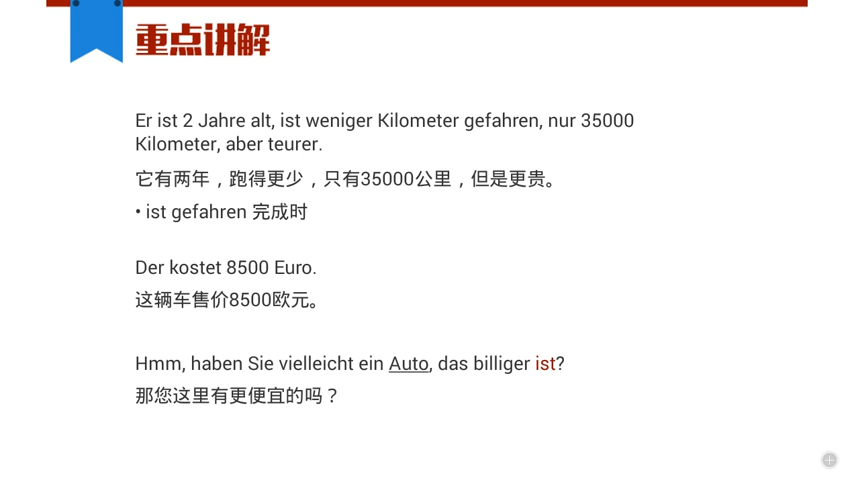 重点讲解
Er ist 2 Jahre alt, ist weniger Kilometer gefahren, nur 35000
Kilometer, aber teurer.
它有两年，跑得更少，只有35000公里，但是更贵。
• ist gefahren 完成时
Der kostet 8500 Euro.
这辆车售价8500欧元。
Hmm, haben Sie vielleicht ein Auto, das billiger ist?
那您这里有更便宜的吗？